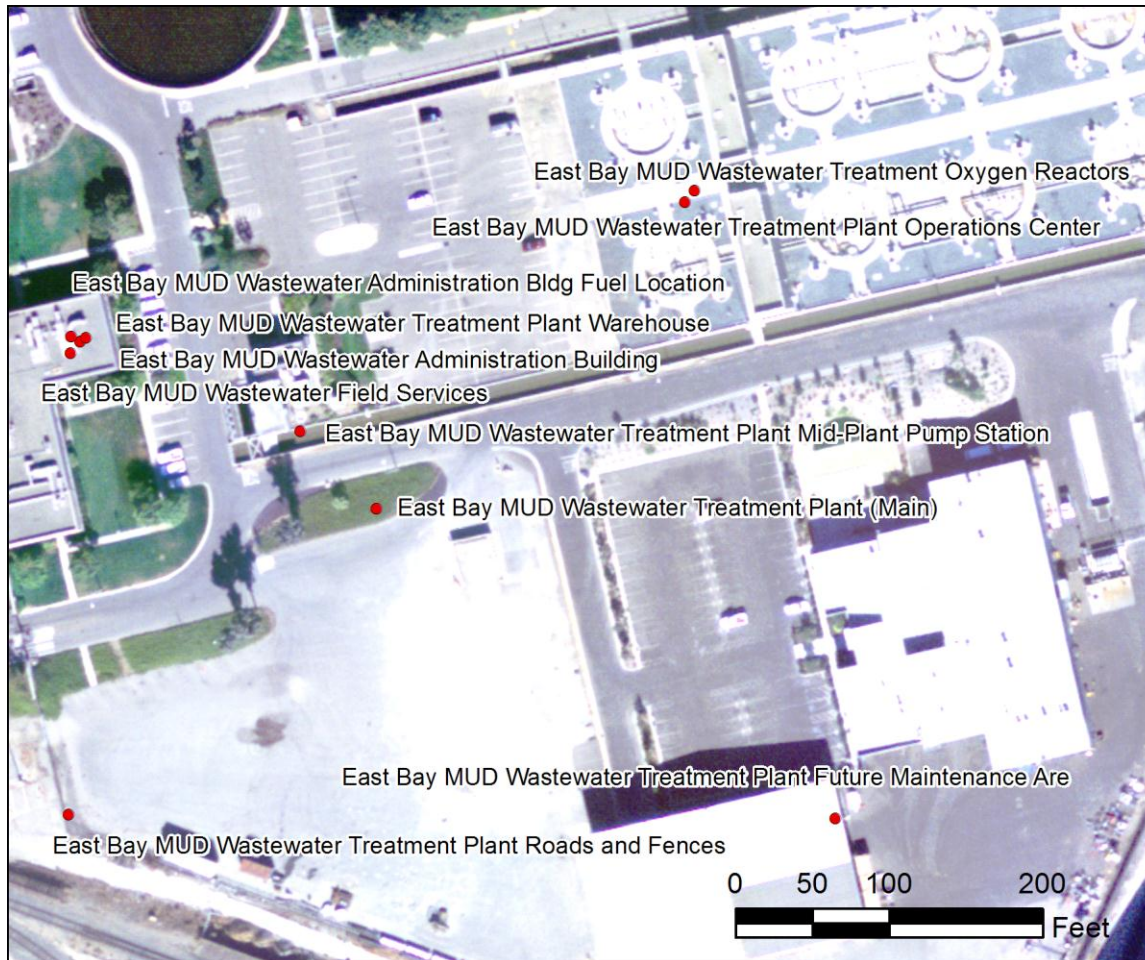 East Bay MUD Wastewater Treatment Oxygen Reactors
East Bay MUD Wastewater Treatment Plant Operations Center
East Bay MUD Wastewater Administration Bldg Fuel Location
East Bay MUD Wastewater Treatment Plant Warehouse
East Bay MUD Wastewater Administration Building
East Bay MUD Wastewater Field Services
East Bay MUD Wastewater Treatment Plant Mid-Plant Pump Station
East Bay MUD Wastewater Treatment Plant (Main)
East Bay MUD Wastewater Treatment Plant Future Maintenance Are
East Bay MUD Wastewater Treatment Plant Roads and Fences
0 50 100 200
Feet